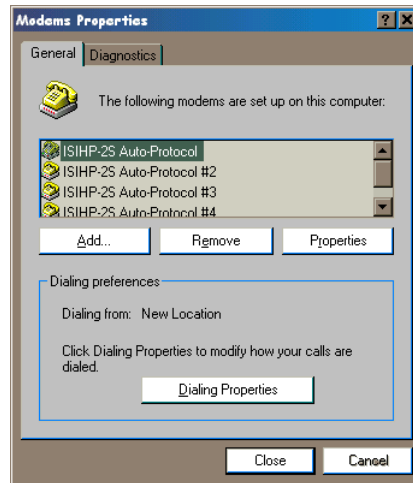 Modems Properties
? X
General Diagnostics
The following modems are set up on this computer:
ISIHP-2S Auto-Protocol
ISIHP-2S Auto-Protocol #2
ISIHP-2S Auto-Protocol #3
ISIHP-2S Auto-Protocol #4
Add... Remove Properties
Dialing preferences
Dialing from: New Location
Click Dialing Properties to modify how your calls are
dialed.
Dialing Properties
Close Cancel